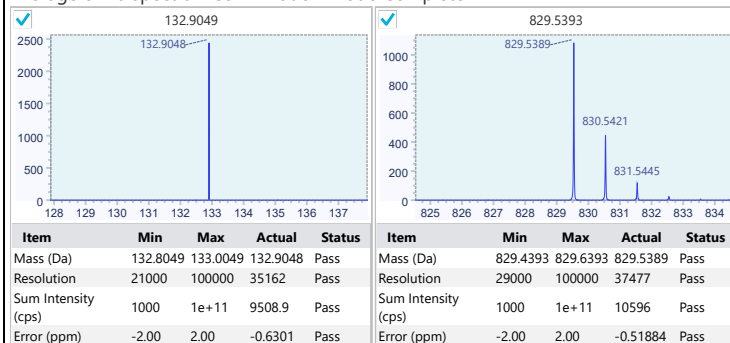 132.9049
2500
2000
1500
1000
500
0
132.9048
128 129 130 131 132 133 134 135 136 137
Item Min Max Actual Status
Mass (Da) 132.8049 133.0049 132.9048 Pass
Resolution 21000 100000 35162 Pass
Sum Intensity (cps) 1000 1e+11 9508.9 Pass
Error (ppm) -2.00 2.00 -0.6301 Pass
829.5393
1000
800
600
400
200
0
829.5389
830.5421
831.5445
825 826 827 828 829 830 831 832 833 834
Item Min Max Actual Status
Mass (Da) 829.4393 829.6393 829.5389 Pass
Resolution 29000 100000 37477 Pass
Sum Intensity (cps) 1000 1e+11 10596 Pass
Error (ppm) -2.00 2.00 -0.51884 Pass